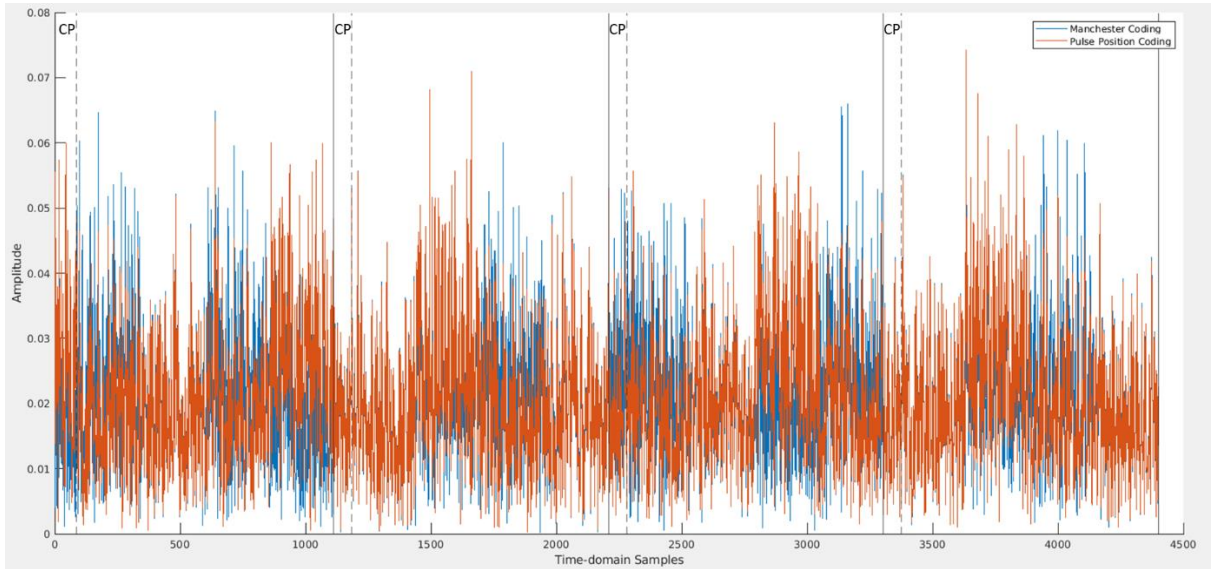 0.08
CP
CP
CP
CP
Manchester Coding
Pulse Position Coding
0.07
0.06
0.05
0.04
0.03
0.02
0.01
0
Amplitude
0 500 1000 1500 2000 2500 3000 3500 4000 4500
Time-domain Samples